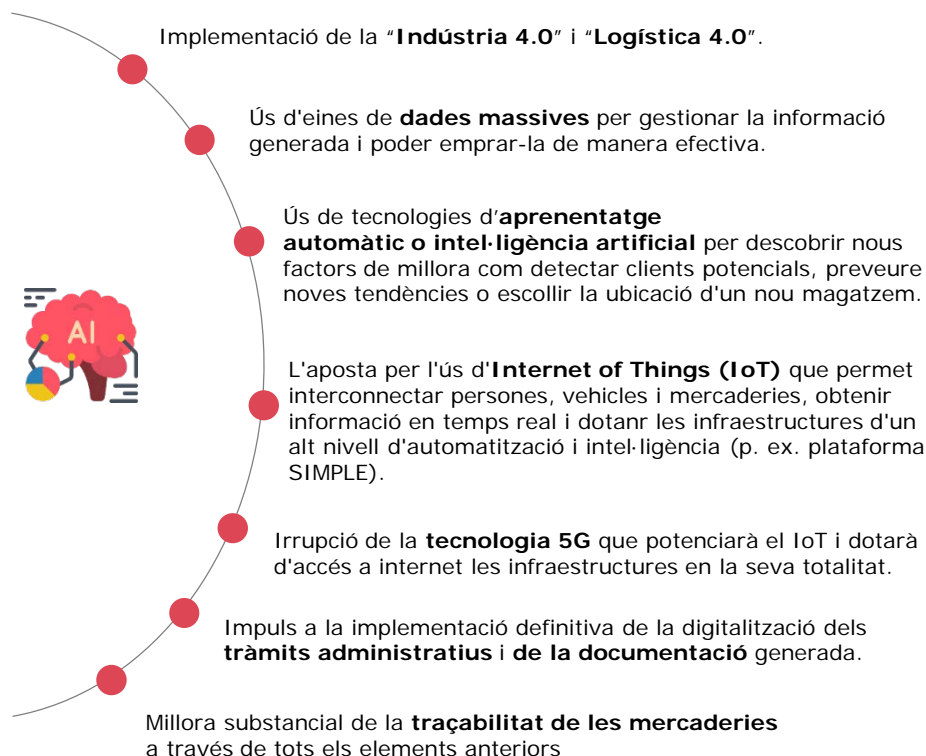 Implementació de la “Indústria 4.0” i “Logística 4.0”.
Ús d'eines de dades massives per gestionar la informació
generada i poder emprar-la de manera efectiva.
Ús de tecnologies d’aprenentatge
automàtic o intel·ligència artificial per descobrir nous
factors de millora com detectar clients potencials, preveure
noves tendències o escollir la ubicació d'un nou magatzem.
AI
L'aposta per l'ús d'Internet of Things (IoT) que permet
interconnectar persones, vehicles i mercaderies, obtenir
informació en temps real i dotanr les infraestructures d'un
alt nivell d'automatització i intel·ligència (p. ex. plataforma
SIMPLE).
Irrupció de la tecnologia 5G que potenciarà el IoT i dotarà
d'accés a internet les infraestructures en la seva totalitat.
Impuls a la implementació definitiva de la digitalització dels
tràmits administratius i de la documentació generada.
Millora substancial de la traçabilitat de les mercaderies
a través de tots els elements anteriors